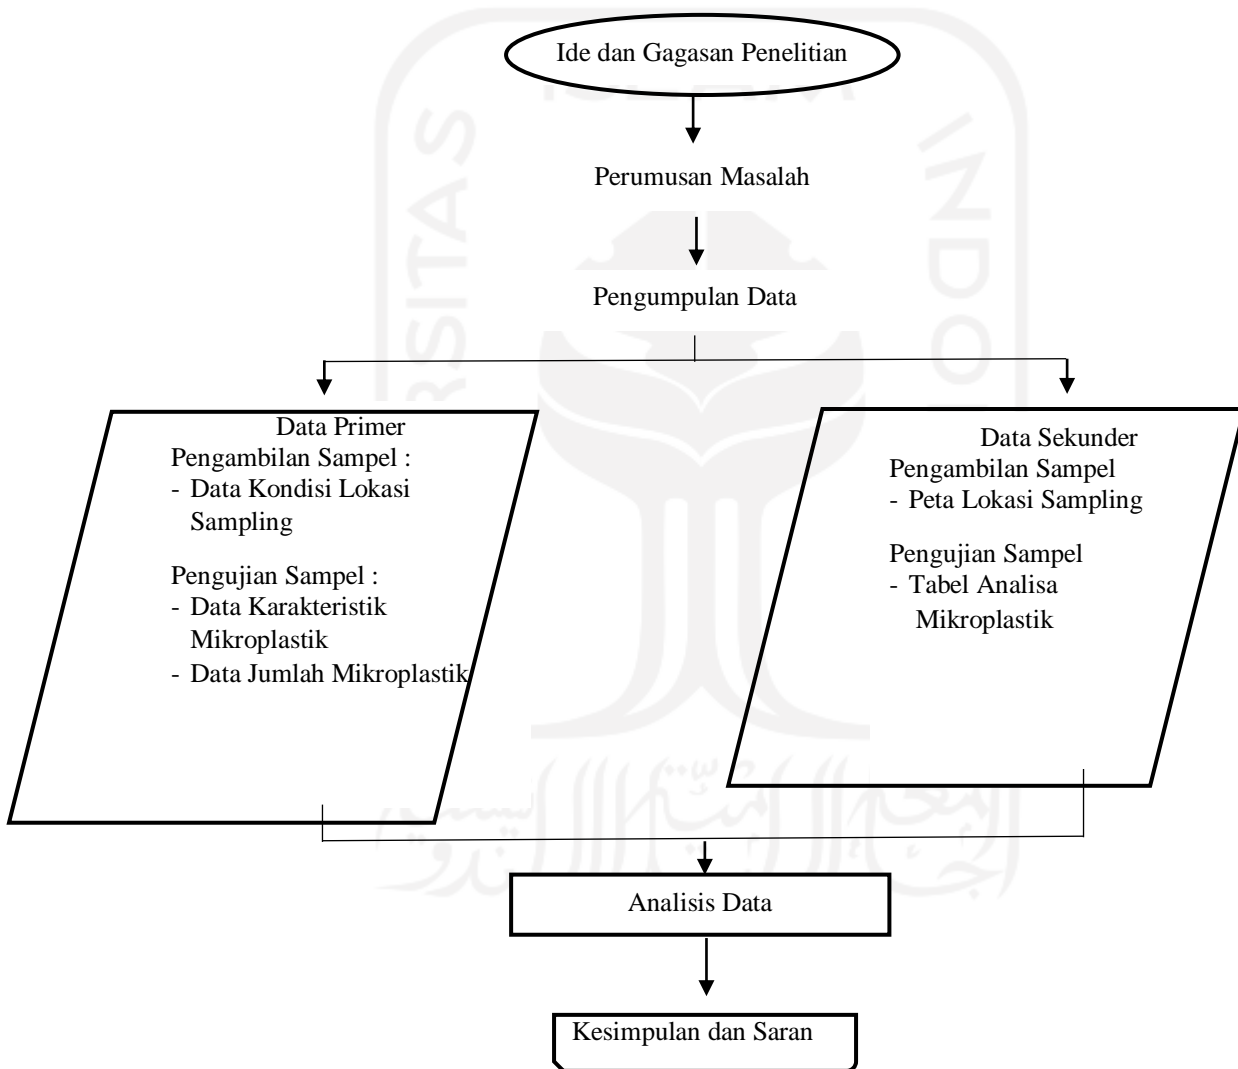 Ide dan Gagasan Penelitian
Perumusan Masalah
Pengumpulan Data
Data Primer
Pengambilan Sampel :
- Data Kondisi Lokasi
Sampling
Pengujian Sampel :
- Data Karakteristik
Mikroplastik
- Data Jumlah Mikroplastik
Data Sekunder
Pengambilan Sampel
- Peta Lokasi Sampling
Pengujian Sampel
- Tabel Analisa
Mikroplastik
Analisis Data
Kesimpulan dan Saran